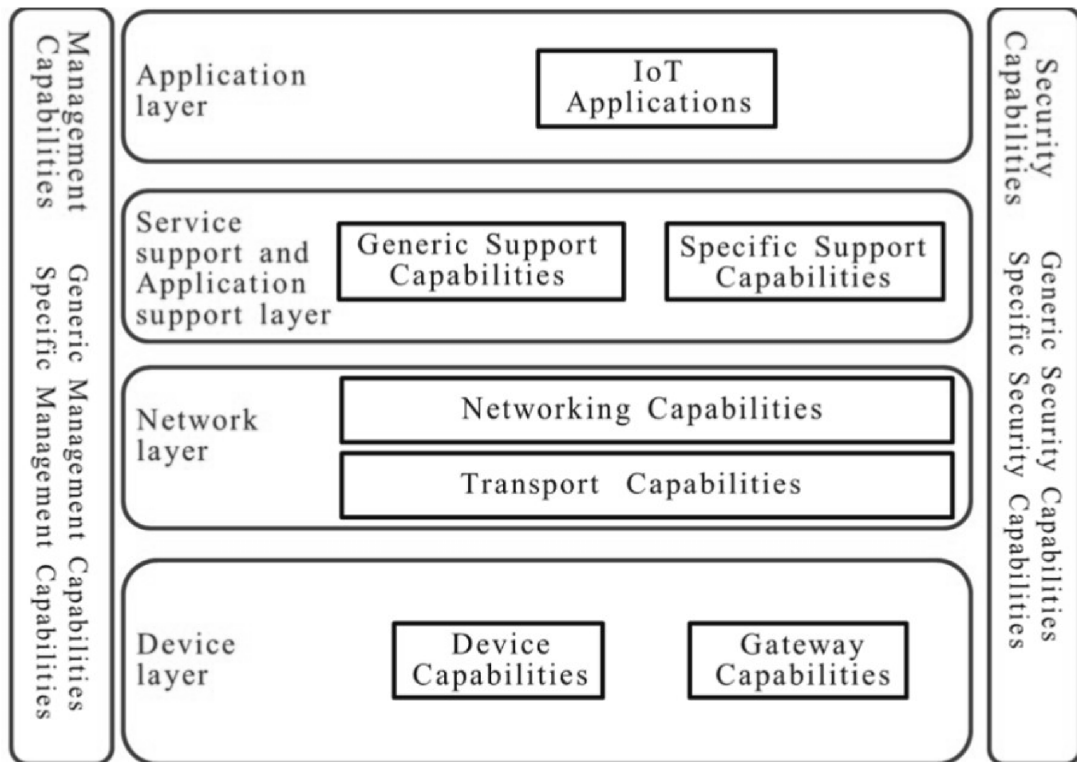 Management
Capabilities
Generic Management Capabilities
Specific Management Capabilities
Application
layer
IoT
Applications
Service
support and
Application
support layer
Generic Support
Capabilities
Specific Support
Capabilities
Network
layer
Networking Capabilities
Transport Capabilities
Device
layer
Device
Capabilities
Gateway
Capabilities
Security
Capabilities
Generic Security Capabilities
Specific Security Capabilities